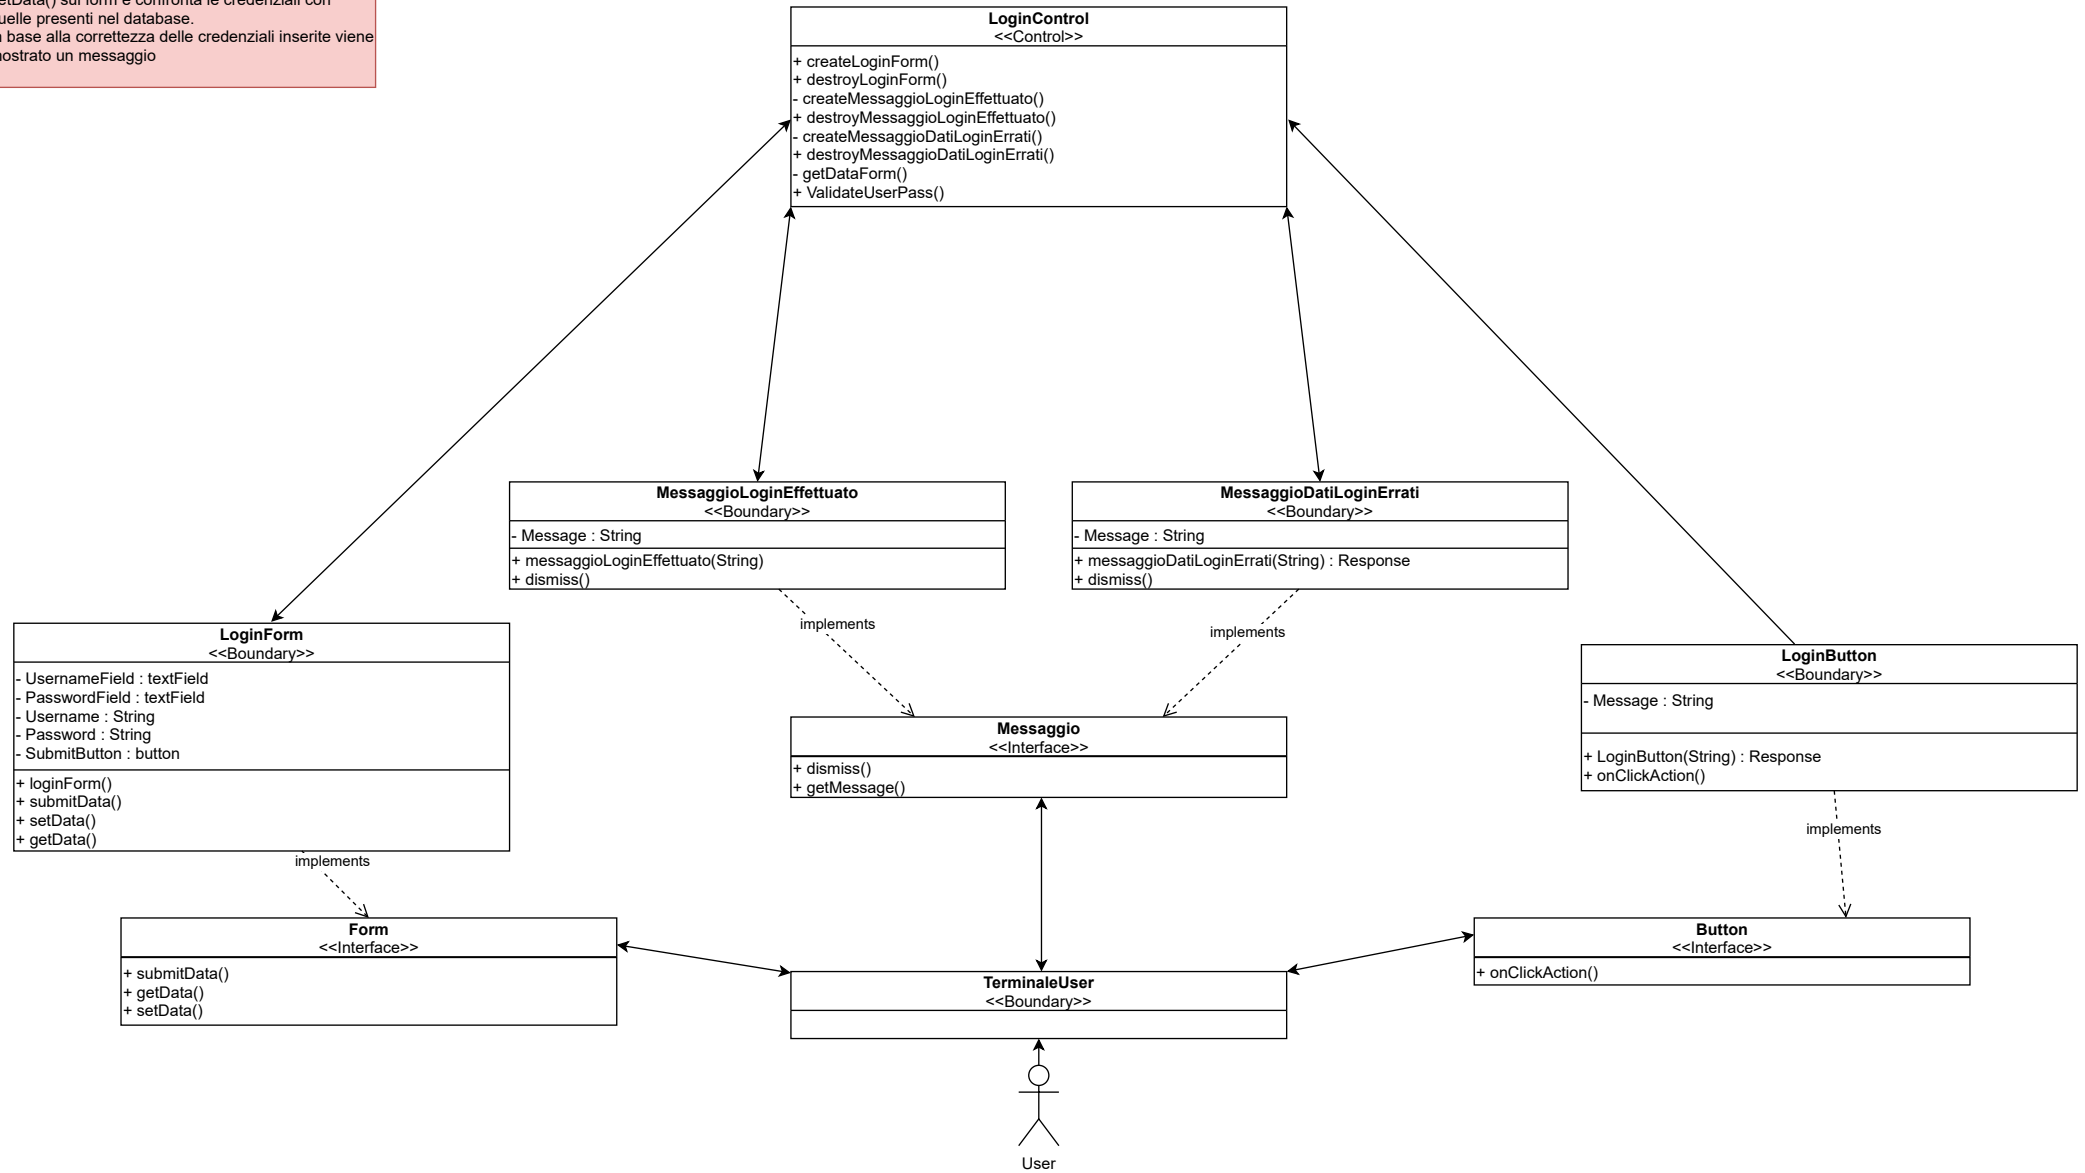 sul form e confronta le credenziali con
presenti nel database.
base alla correttezza delle credenziali inserite viene
un messaggio
LoginControl
<<Control>>
+ createLoginForm()
+ destroyLoginForm()
- createMessaggioLoginEffettuato()
+ destroyMessaggioLoginEffettuato()
- createMessaggioDatiLoginErrati()
+ destroyMessaggioDatiLoginErrati()
- getDataForm()
+ ValidateUserPass()
MessaggioLoginEffettuato
<<Boundary>>
- Message : String
+ messaggioLoginEffettuato(String)
+ dismiss()
MessaggioDatiLoginErrati
<<Boundary>>
- Message : String
+ messaggioDatiLoginErrati(String) : Response
+ dismiss()
implements
implements
LoginForm
<<Boundary>>
- UsernameField : textField
- PasswordField : textField
- Username : String
- Password : String
- SubmitButton : button
+ loginForm()
+ submitData()
+ setData()
+ getData()
LoginButton
<<Boundary>>
- Message : String
+ LoginButton(String) : Response
+ onClickAction()
Messaggio
<<Interface>>
+ dismiss()
+ getMessage()
implements
implements
Form
<<Interface>>
+ submitData()
+ getData()
+ setData()
Button
<<Interface>>
+ onClickAction()
TerminaleUser
<<Boundary>>
User